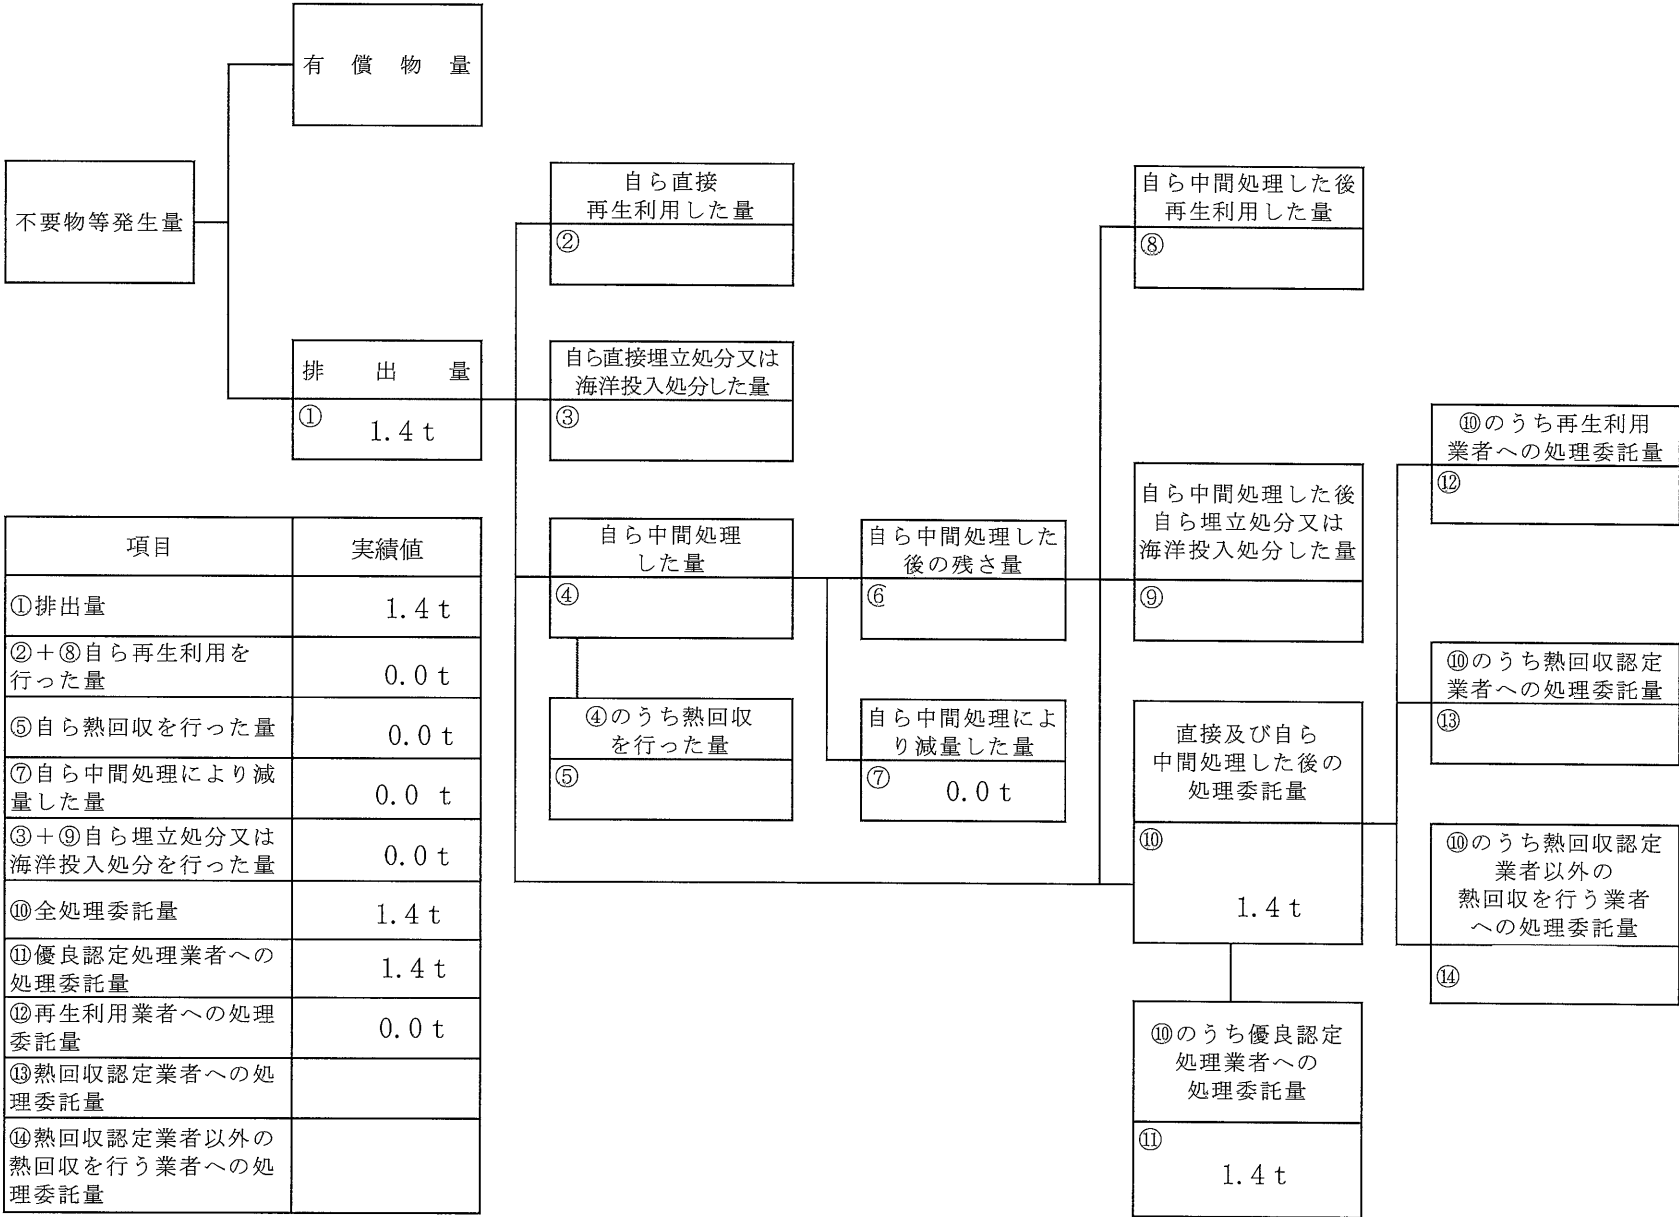 有償物量
不要物等発生量
排出量
①
1.4 t
自ら直接
再生利用した量
②
自ら直接埋立処分又は
海洋投入処分した量
③
自ら中間処理
した量
④
④のうち熱回収
を行った量
⑤
自ら中間処理した
後の残さ量
⑥
自ら中間処理によ
り減量した量
⑦
0.0 t
自ら中間処理した後
再生利用した量
⑧
自ら中間処理した後
自ら埋立処分又は
海洋投入処分した量
⑨
直接及び自ら
中間処理した後の
処理委託量
⑩
1.4 t
⑩のうち優良認定
処理業者への
処理委託量
⑪
1.4 t
⑩のうち再生利用
業者への処理委託量
⑫
⑩のうち熱回収認定
業者への処理委託量
⑬
⑩のうち熱回収認定
業者以外の
熱回収を行う業者
への処理委託量
⑭
項目 実績値
①排出量 1.4 t
②＋⑧自ら再生利用を
行った量 0.0 t
⑤自ら熱回収を行った量 0.0 t
⑦自ら中間処理により減
量した量 0.0 t
③＋⑨自ら埋立処分又は
海洋投入処分を行った量 0.0 t
⑩全処理委託量 1.4 t
⑪優良認定処理業者への
処理委託量 1.4 t
⑫再生利用業者への処理
委託量 0.0 t
⑬熱回収認定業者への処
理委託量
⑭熱回収認定業者以外の
熱回収を行う業者への処
理委託量